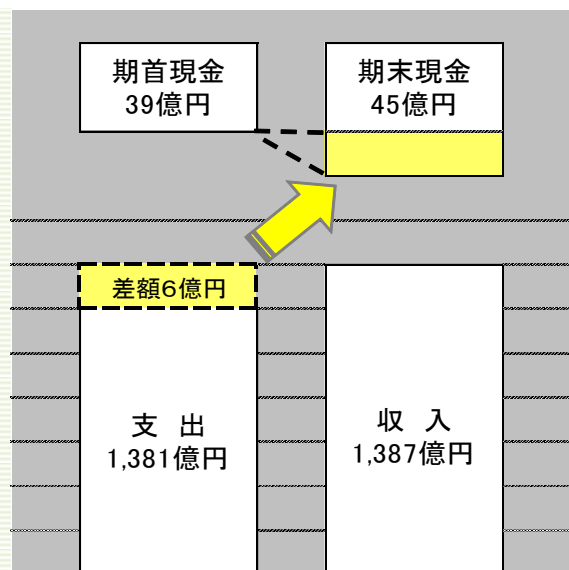 期首現金
39億円
期末現金
45億円
差額6億円
支 出
1,381億円
収 入
1,387億円